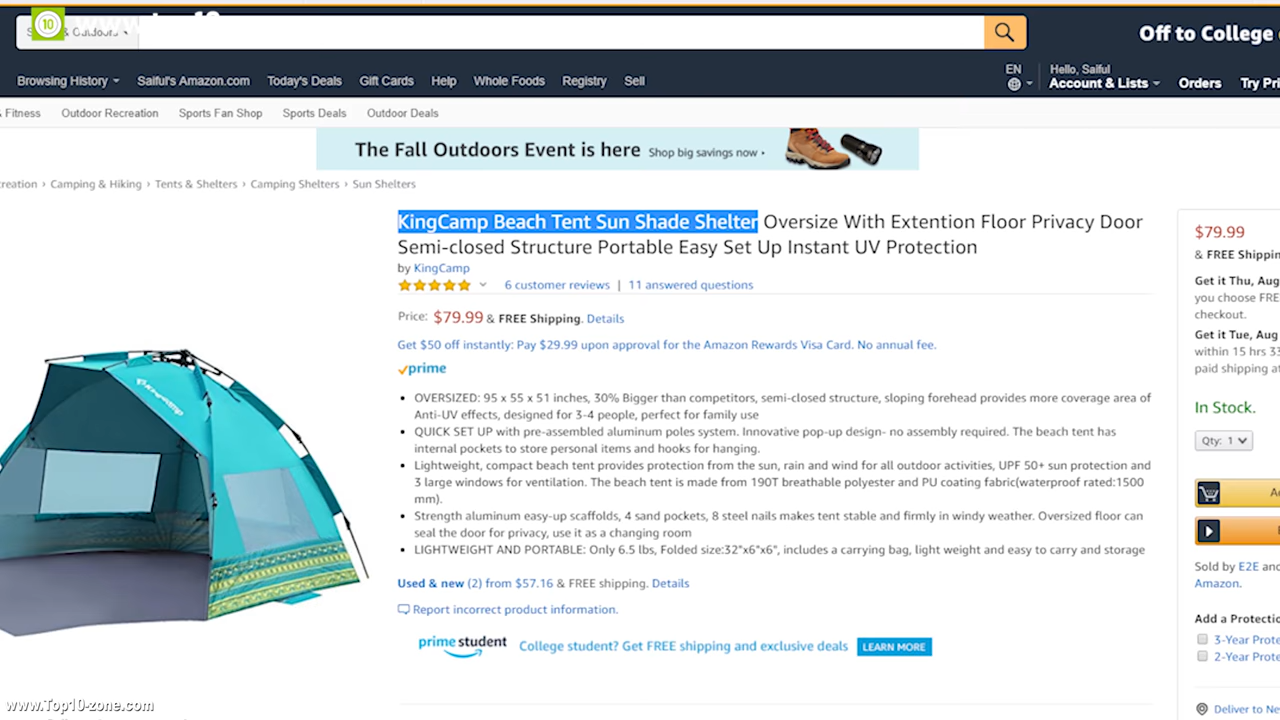 10
Off to College
Browsing History Saiful's Amazon.com Today's Deals Gift Cards Help Whole Foods Registry Sell
EN
Hello, Saiful
Account & Lists
Orders
Try Pri
& Fitness Outdoor Recreation Sports Fan Shop Sports Deals Outdoor Deals
The Fall Outdoors Event is here Shop big savings now
reation › Camping & Hiking › Tents & Shelters › Camping Shelters › Sun Shelters
KingCamp Beach Tent Sun Shade Shelter Oversize With Extention Floor Privacy Door
Semi-closed Structure Portable Easy Set Up Instant UV Protection
by KingCamp
6 customer reviews | 11 answered questions
Price: $79.99 & FREE Shipping. Details
Get $50 off instantly: Pay $29.99 upon approval for the Amazon Rewards Visa Card. No annual fee.
prime
• OVERSIZED: 95 x 55 x 51 inches, 30% Bigger than competitors, semi-closed structure, sloping forehead provides more coverage area of
Anti-UV effects, designed for 3-4 people, perfect for family use
• QUICK SET UP with pre-assembled aluminum poles system. Innovative pop-up design- no assembly required. The beach tent has
internal pockets to store personal items and hooks for hanging.
• Lightweight, compact beach tent provides protection from the sun, rain and wind for all outdoor activities, UPF 50+ sun protection and
3 large windows for ventilation. The beach tent is made from 190T breathable polyester and PU coating fabric(waterproof rated:1500
mm).
• Strength aluminum easy-up scaffolds, 4 sand pockets, 8 steel nails makes tent stable and firmly in windy weather. Oversized floor can
seal the door for privacy, use it as a changing room
• LIGHTWEIGHT AND PORTABLE: Only 6.5 lbs, Folded size:32"x6"x6", includes a carrying bag, light weight and easy to carry and storage
Used & new (2) from $57.16 & FREE shipping. Details
Report incorrect product information.
prime student College student? Get FREE shipping and exclusive deals LEARN MORE
KingCamp
$79.99
& FREE Shippin
Get it Thu, Aug
you choose FRE
checkout.
Get it Tue, Aug
within 15 hrs 33
paid shipping at
In Stock.
Qty: 1
Sold by E2E and
Amazon.
Add a Protectio
3-Year Prote
2-Year Prote
Deliver to Ne
www.Top10-zone.com